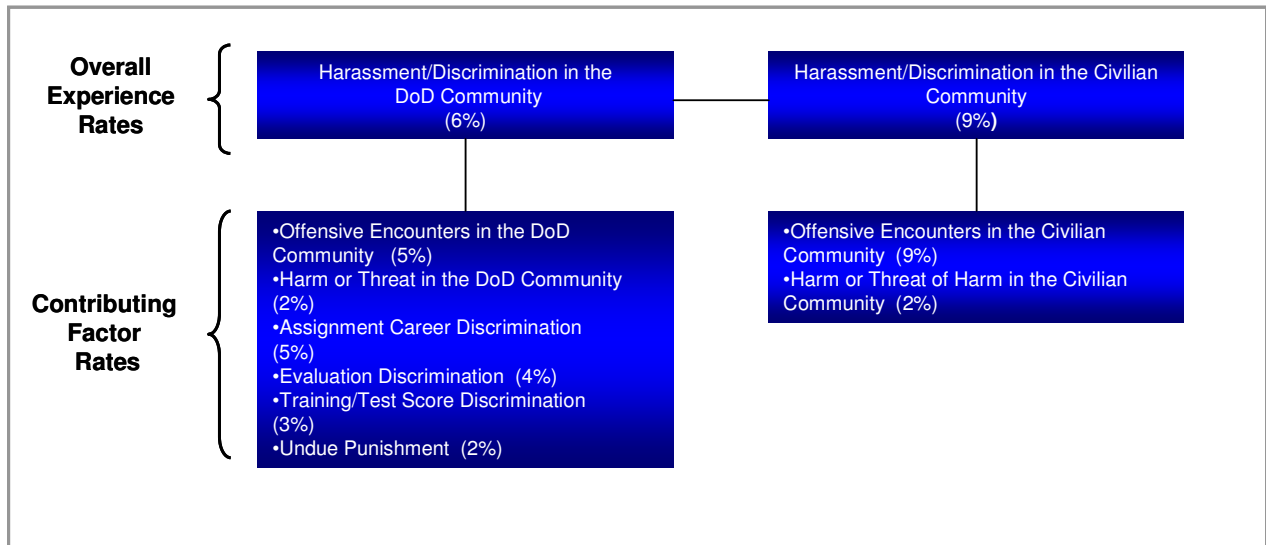 Overall
Experience
Rates
Harassment/Discrimination in the
DoD Community
(6%)
Harassment/Discrimination in the Civilian
Community
(9%)
Contributing
Factor
Rates
•Offensive Encounters in the DoD
Community (5%)
•Harm or Threat in the DoD Community
(2%)
•Assignment Career Discrimination
(5%)
•Evaluation Discrimination (4%)
•Training/Test Score Discrimination
(3%)
•Undue Punishment (2%)
•Offensive Encounters in the Civilian
Community (9%)
•Harm or Threat of Harm in the Civilian
Community (2%)